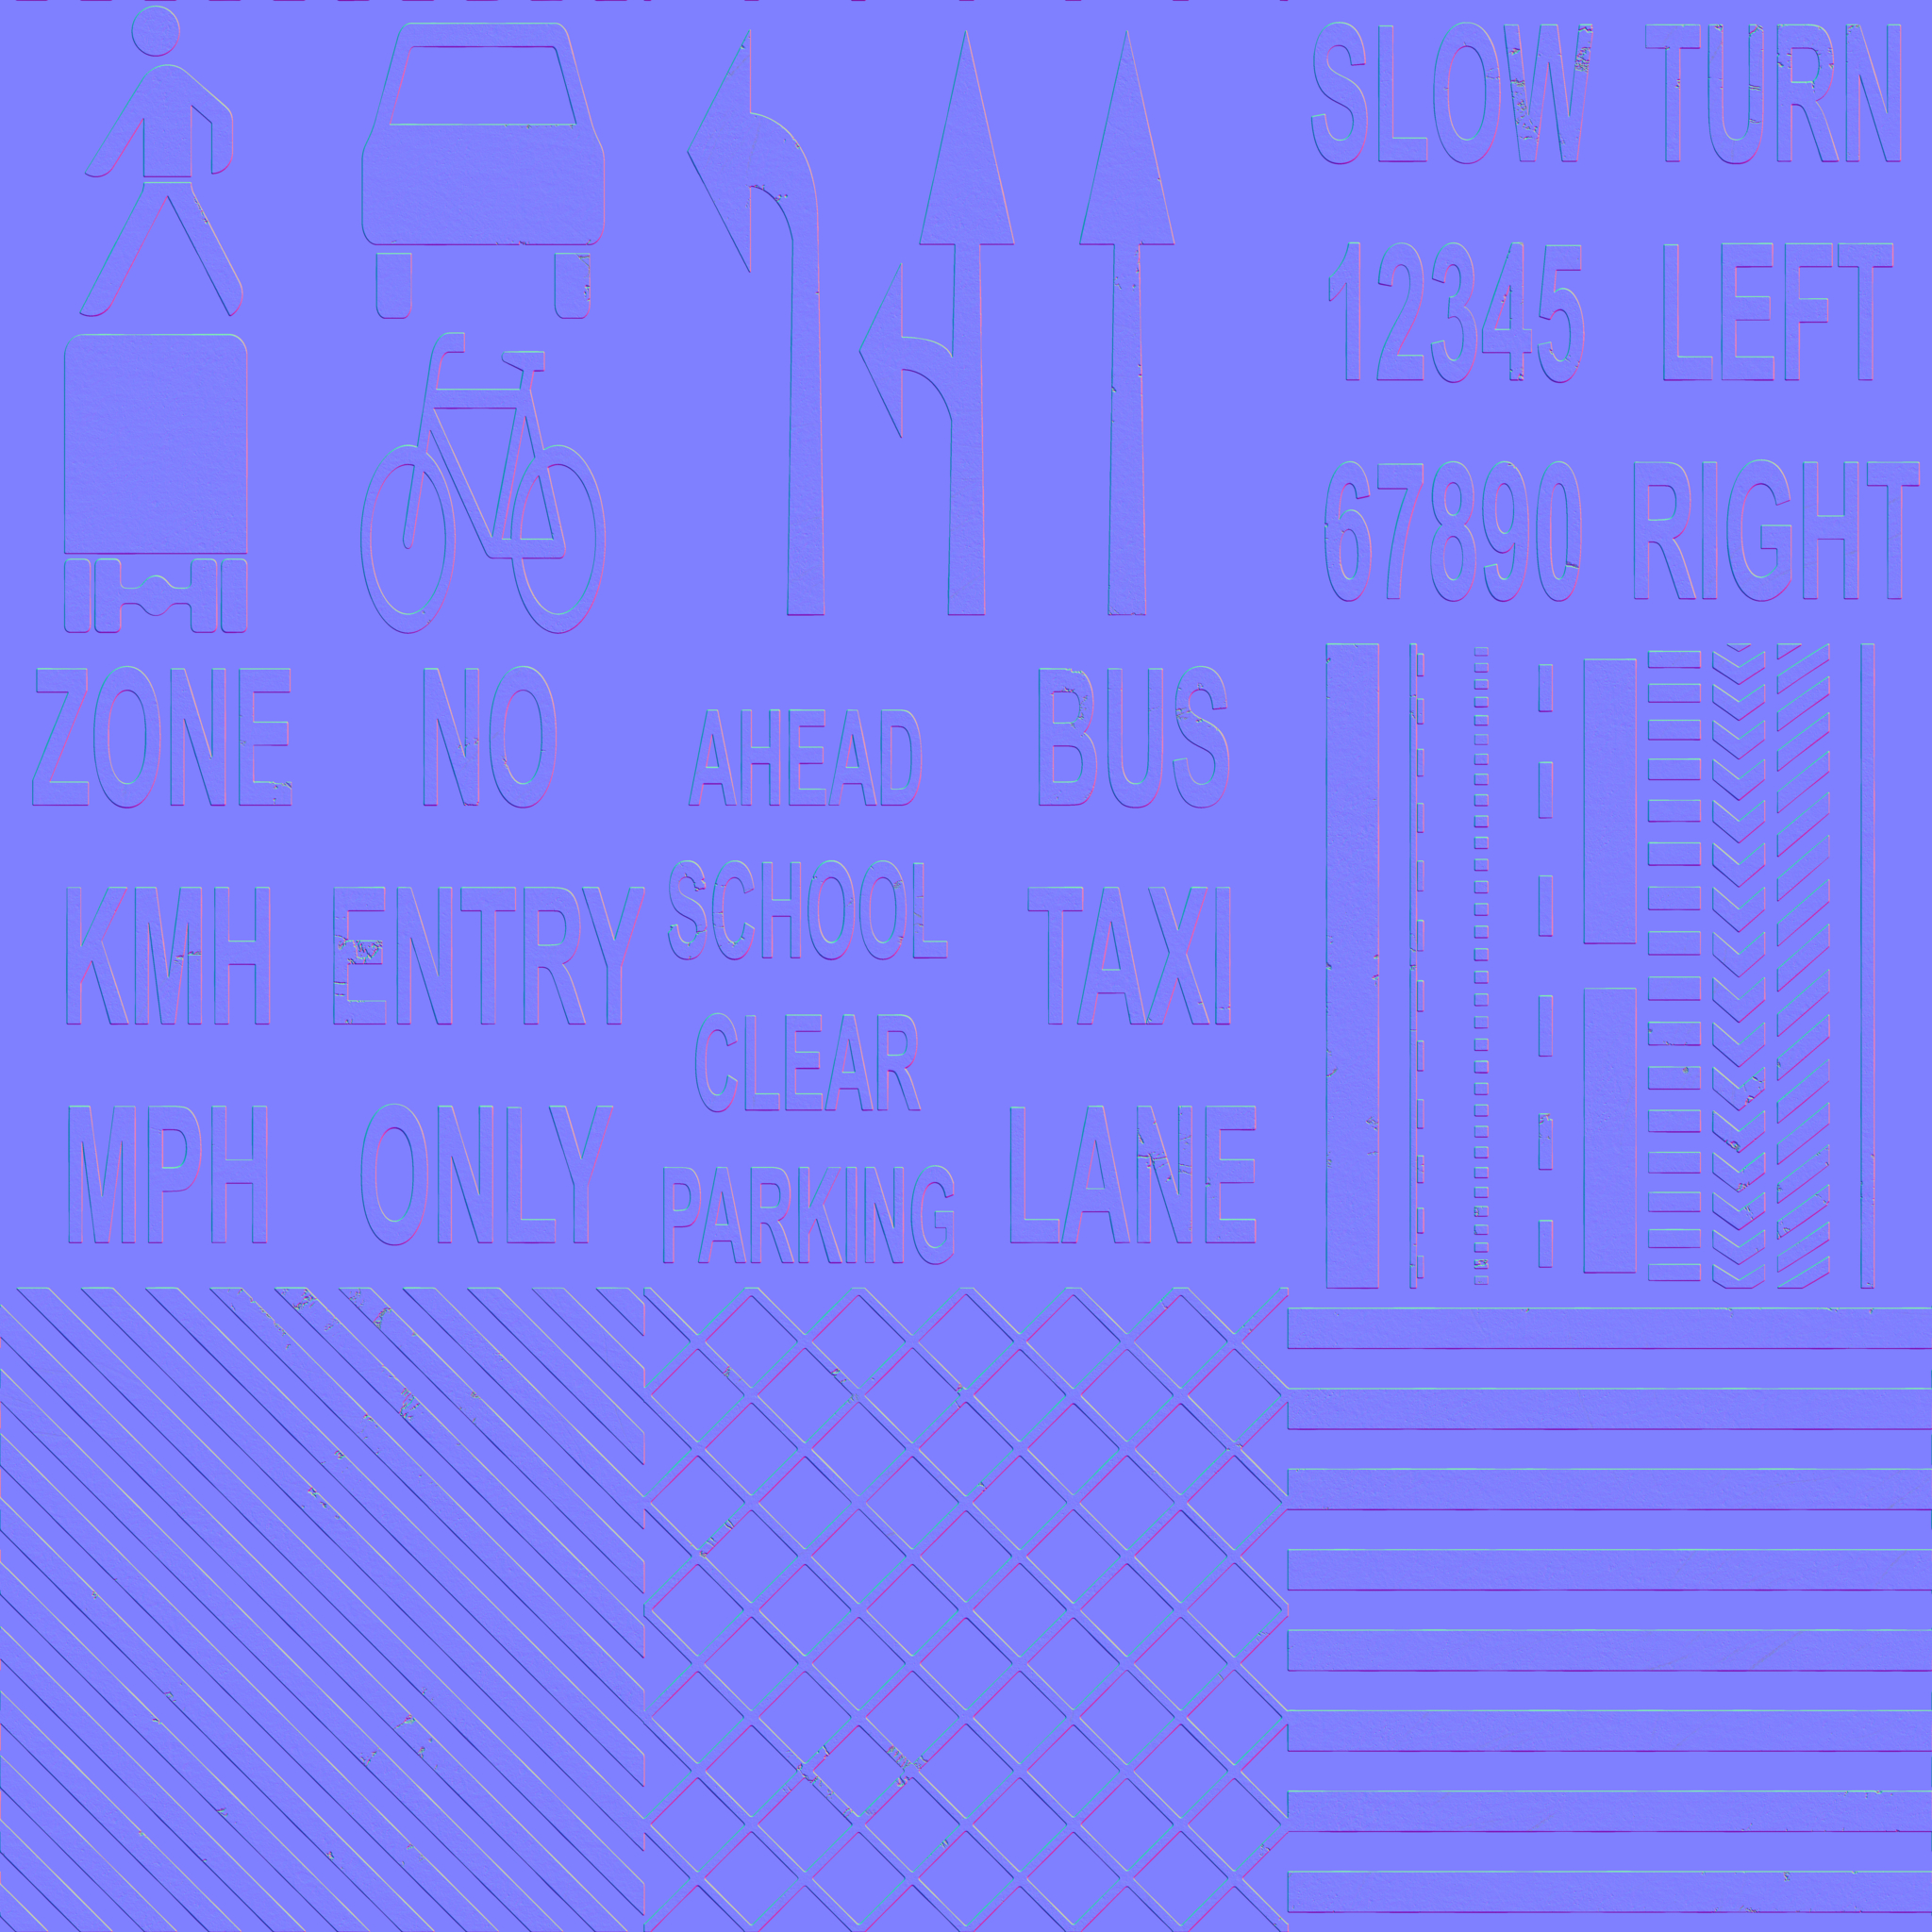 SLOW TURN
12345 LEFT
67890 RIGHT
ZONE NO AHEAD BUS
KMH ENTRY SCHOOL TAXI
CLEAR
MPH ONLY PARKING LANE